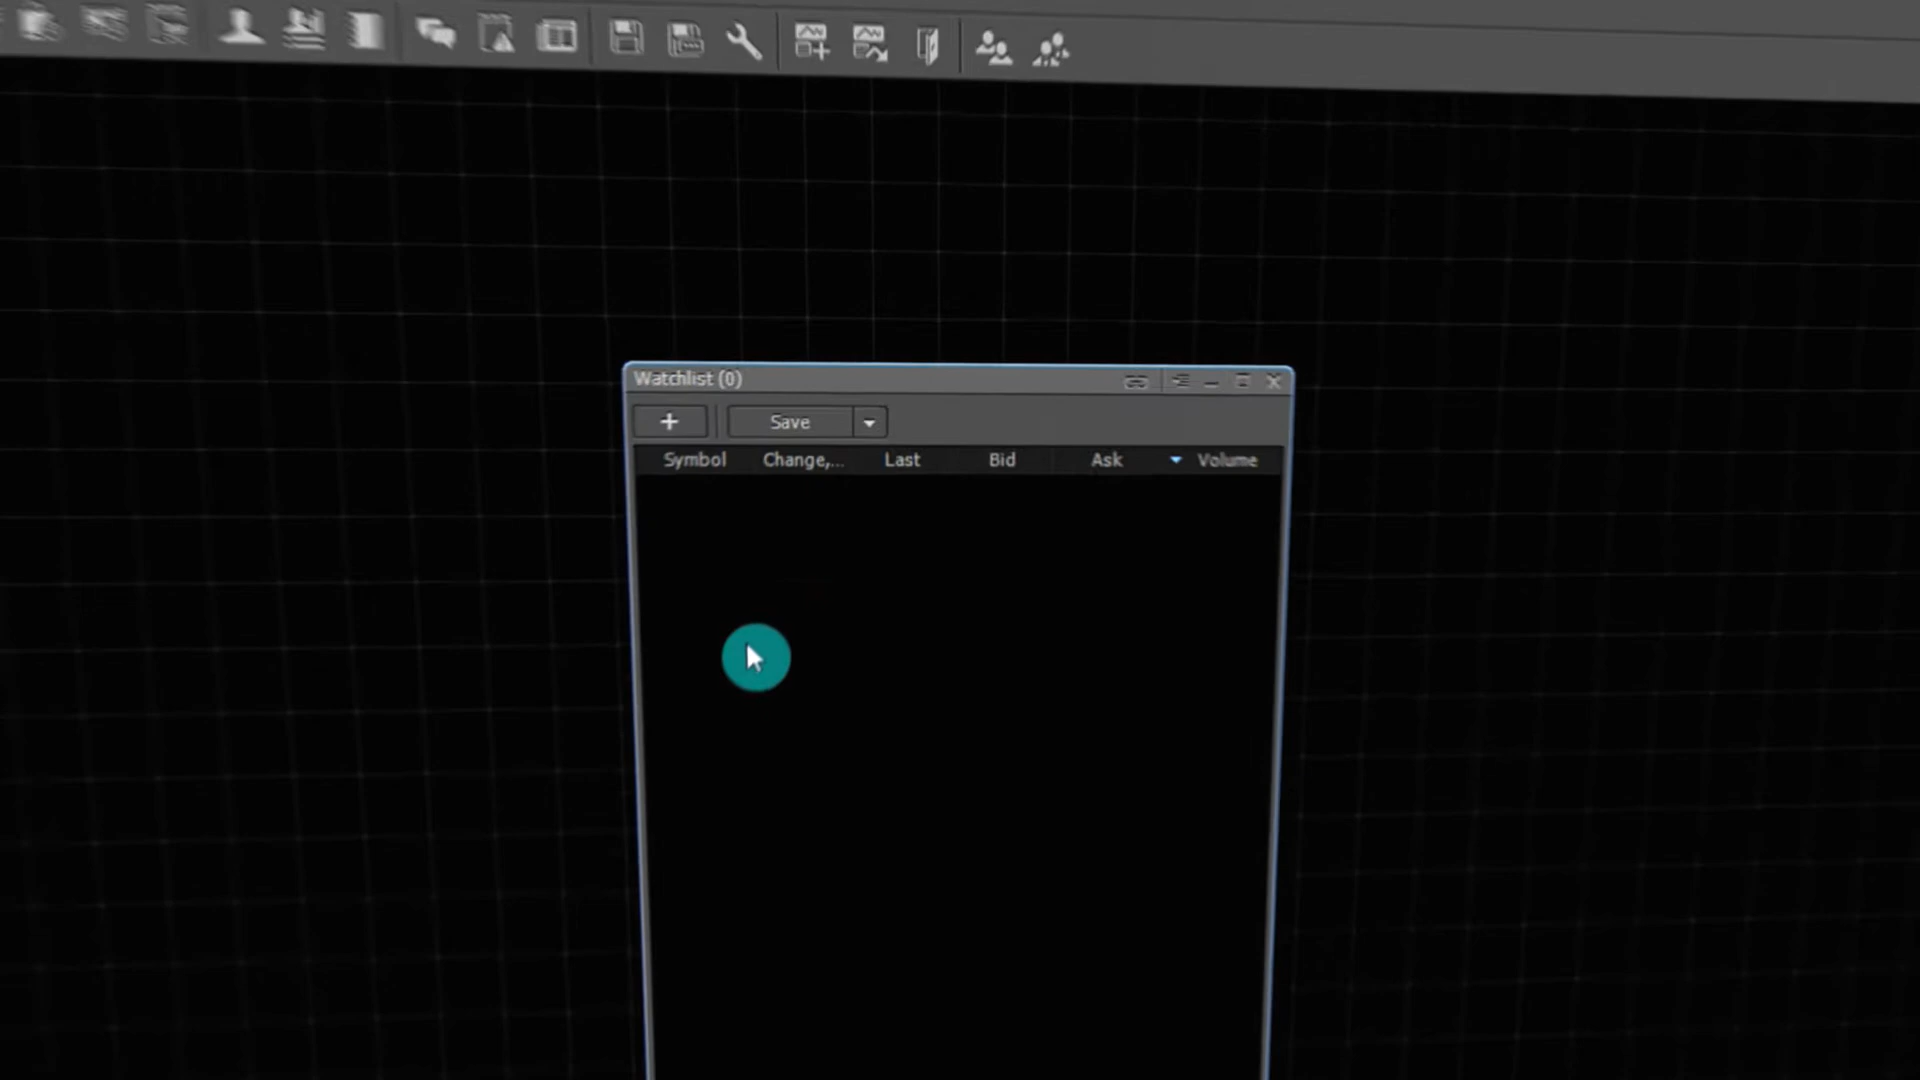 Watchlist (0)
+ Save
Symbol Change,... Last Bid Ask Volume